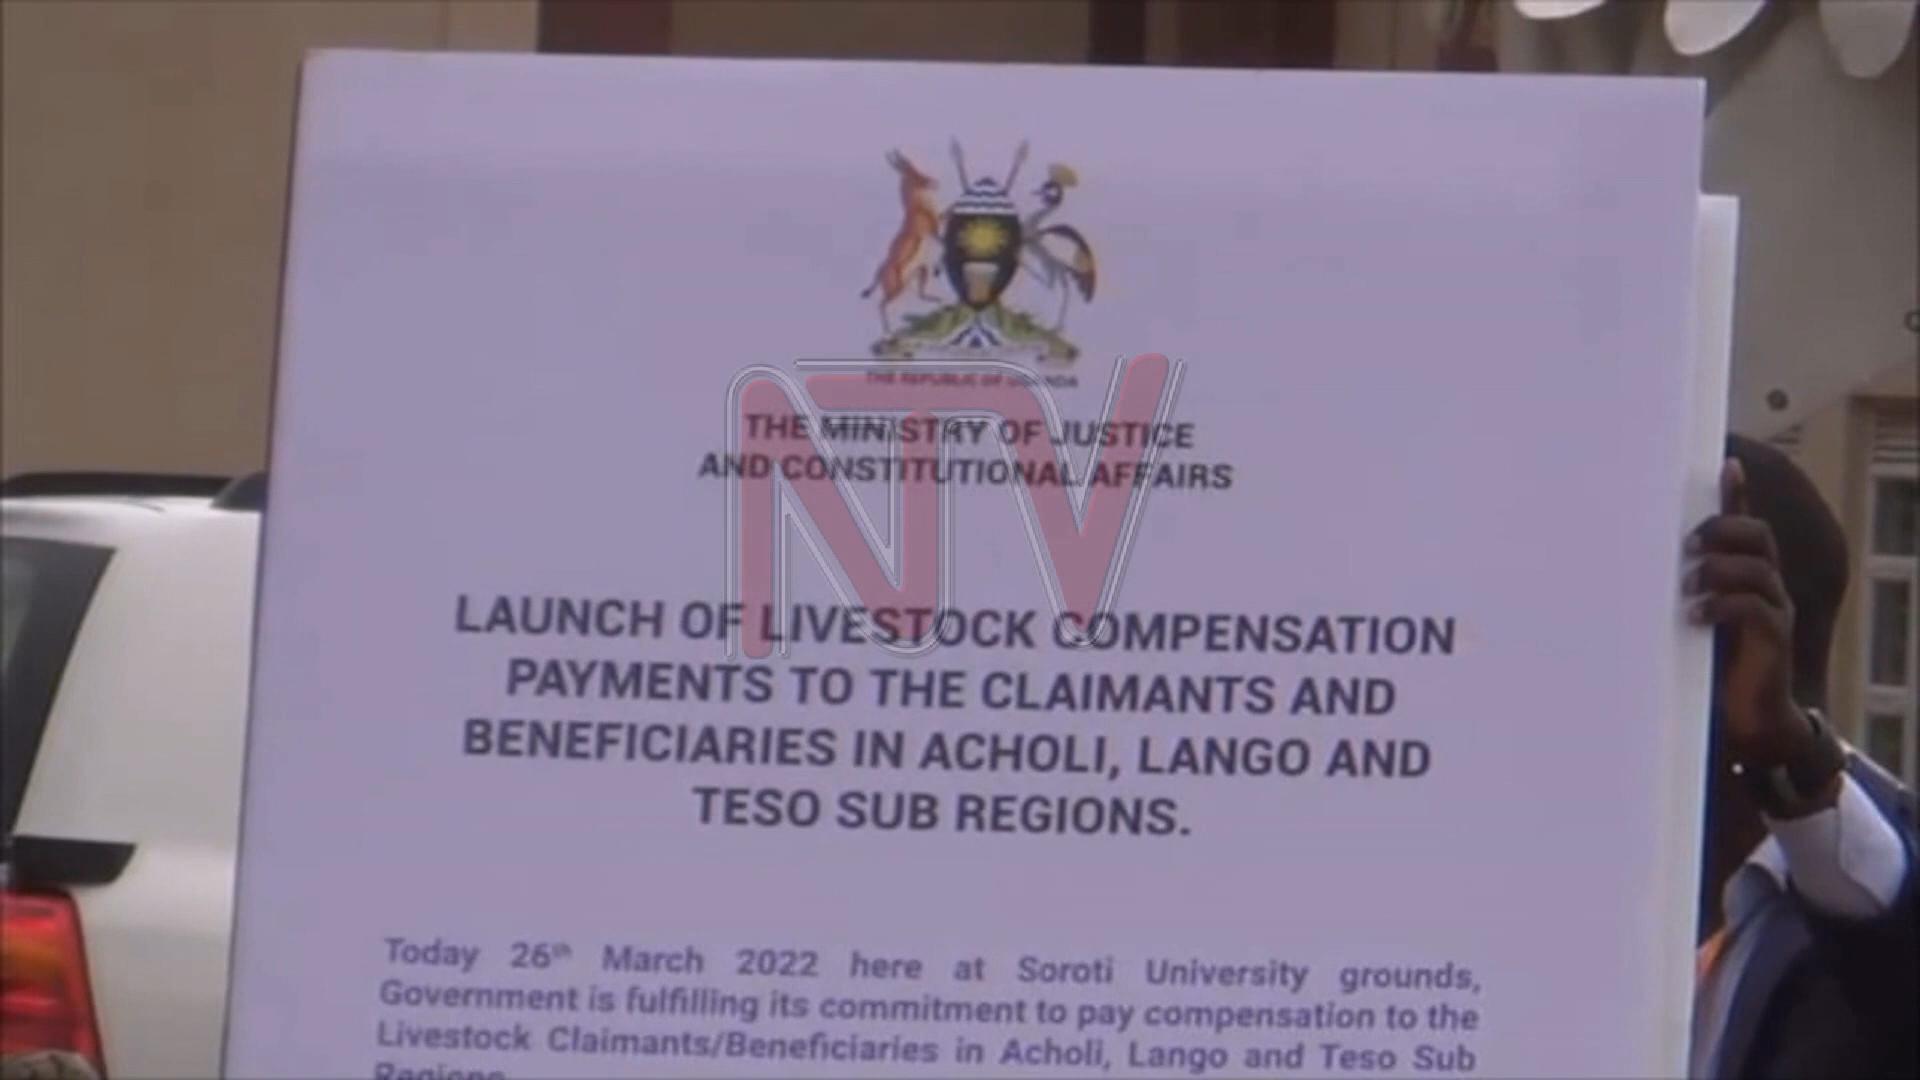 THE REPUBLIC OF UGANDA
NTV
THE MINISTRY OF JUSTICE
AND CONSTITUTIONAL AFFAIRS
LAUNCH OF LIVESTOCK COMPENSATION
PAYMENTS TO THE CLAIMANTS AND
BENEFICIARIES IN ACHOLI, LANGO AND
TESO SUB REGIONS.
Today 26th March 2022 here at Soroti University grounds,
Government is fulfilling its commitment to pay compensation to the
Livestock Claimants/Beneficiaries in Acholi, Lango and Teso Sub
Regions